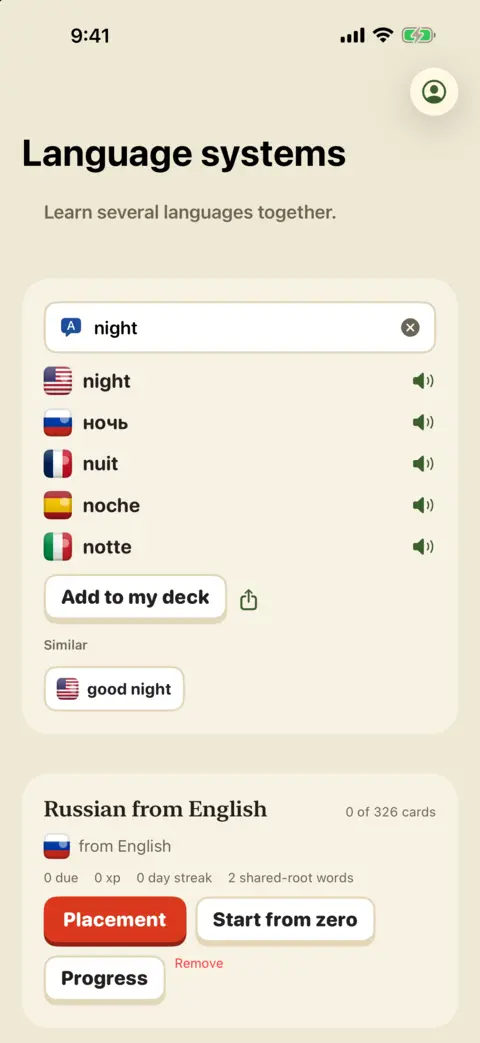 9:41
Language systems
Learn several languages together.
A night
night
ночь
nuit
noche
notte
Add to my deck
Similar
good night
Russian from English 0 of 326 cards
from English
0 due 0 xp 0 day streak 2 shared-root words
Placement Start from zero
Progress Remove